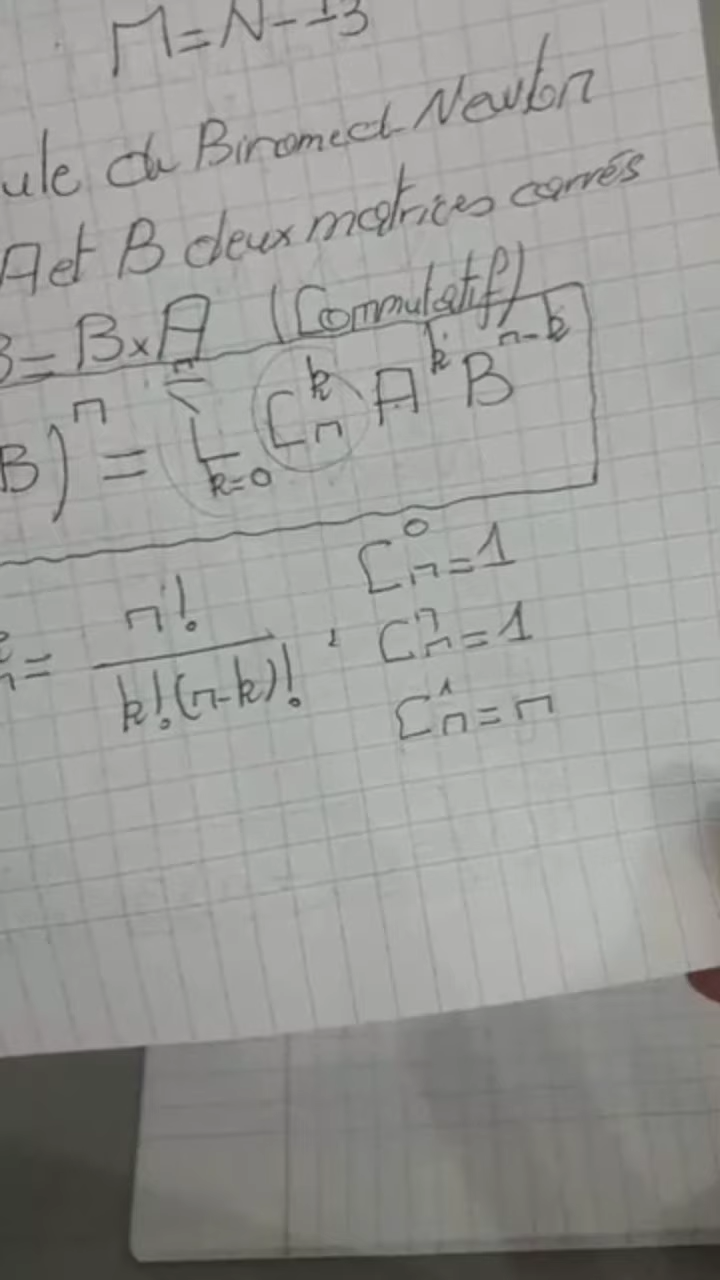 M=N-I3
ule du Binome de Newton
A et B deux matrices carrés
B=B×A (Commutatif)
B)ⁿ = Σ_{k=0}^{n} C_n^k A^k B^{n-k}
n!/(k!(n-k)!), C_n^0=1
C_n^n=1
C_n^1=n